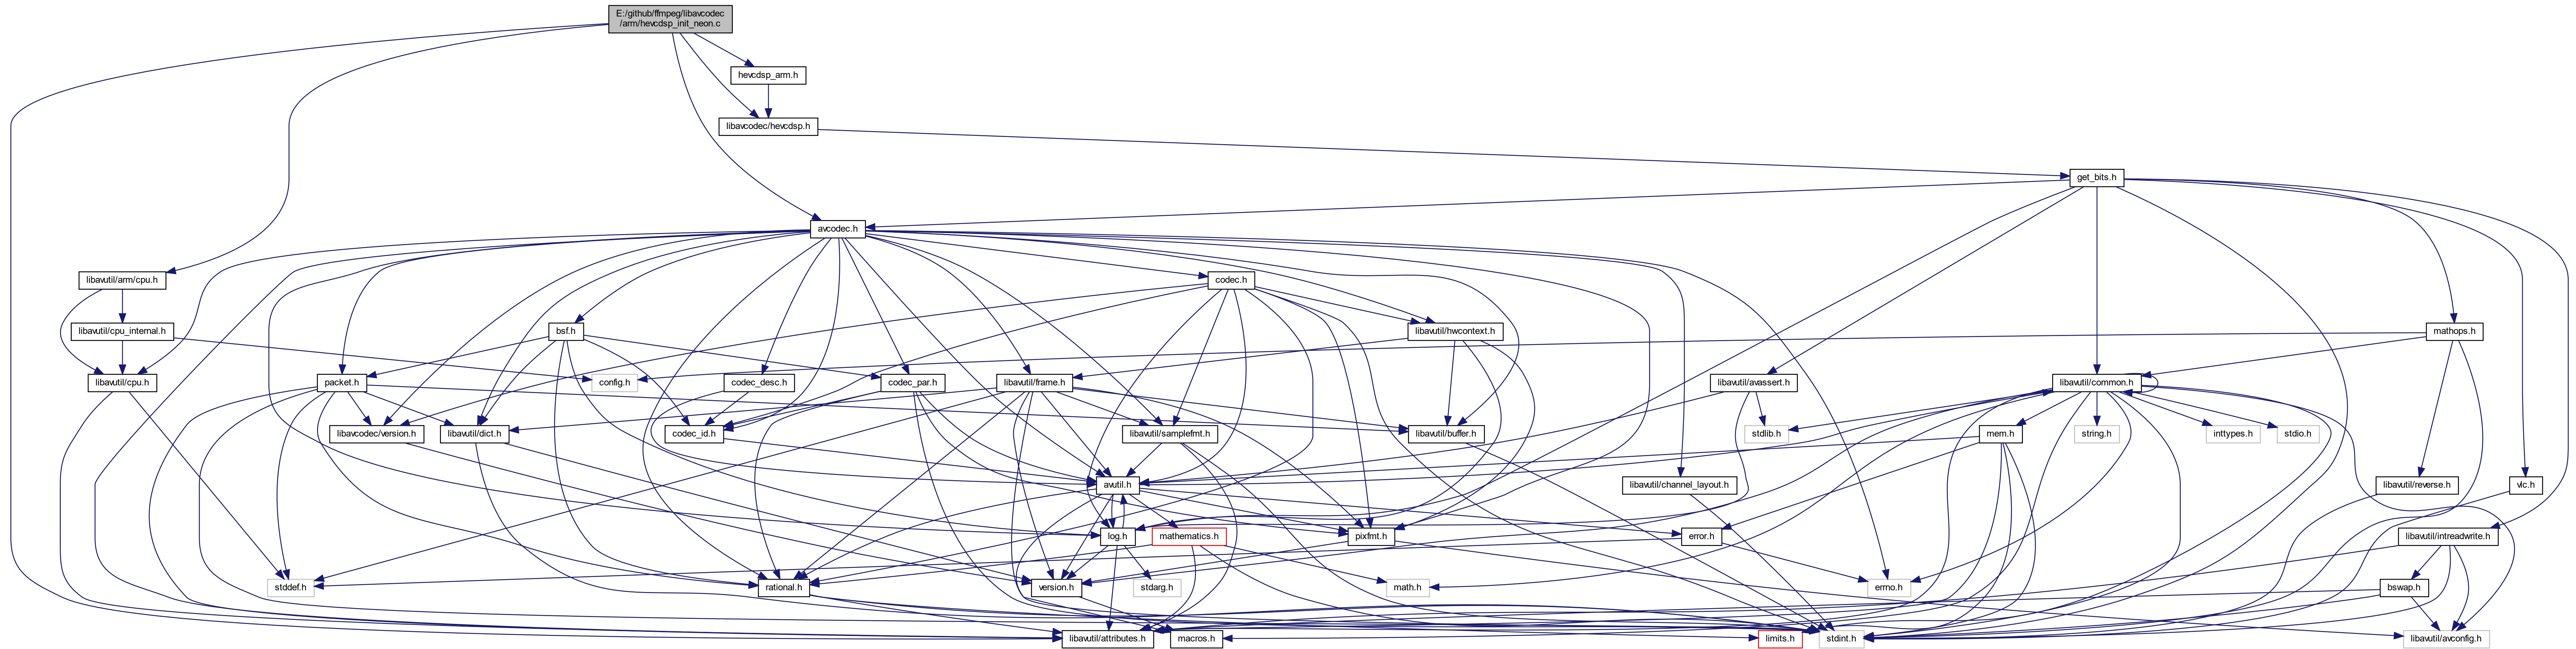 E:/github/ffmpeg/libavcodec
/arm/hevcdsp_init_neon.c
hevcdsp_arm.h
libavcodec/hevcdsp.h
get_bits.h
avcodec.h
libavutil/arm/cpu.h
codec.h
libavutil/cpu_internal.h
bsf.h
libavutil/hwcontext.h
mathops.h
libavutil/cpu.h
packet.h
config.h
codec_desc.h
codec_par.h
libavutil/frame.h
libavutil/avassert.h
libavutil/common.h
libavcodec/version.h
libavutil/dict.h
codec_id.h
libavutil/samplefmt.h
libavutil/buffer.h
stdlib.h
mem.h
string.h
inttypes.h
stdio.h
avutil.h
libavutil/channel_layout.h
libavutil/reverse.h
vlc.h
log.h
mathematics.h
pixfmt.h
error.h
libavutil/intreadwrite.h
stddef.h
rational.h
version.h
stdarg.h
math.h
errno.h
bswap.h
libavutil/attributes.h
macros.h
limits.h
stdint.h
libavutil/avconfig.h